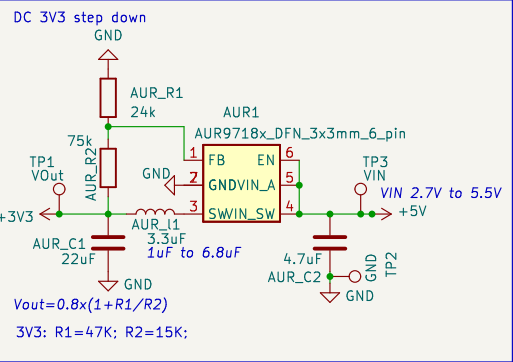 DC 3V3 step down
GND
AUR_R1
24k
AUR1
AUR9718x_DFN_3x3mm_6_pin
75k
AUR_R2
1 FB EN 6
GND 2 GND VIN_A 5
3 SW VIN_SW 4
TP1
VOut
TP3
VIN
VIN 2.7V to 5.5V
+3V3
+5V
AUR_l1
3.3uF
1uF to 6.8uF
AUR_C1
22uF
GND
4.7uF
AUR_C2
GND
TP2
GND
Vout=0.8x(1+R1/R2)
3V3: R1=47K; R2=15K;